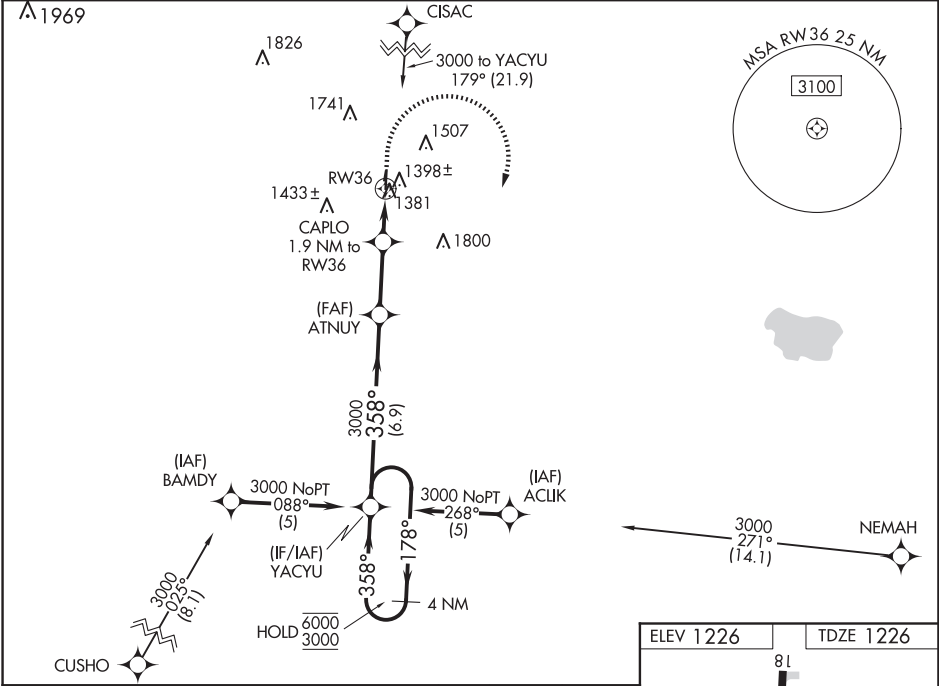 1969
CISAC
1826
3000 to YACYU
179° (21.9)
MSA RW36 25 NM
3100
1741
1507
RW36
1398±
1433±
1381
CAPLO
1.9 NM to
RW36
1800
(FAF)
ATNUY
3000
358°
(6.9)
(IAF)
BAMDY
3000 NoPT
088°
(5)
(IAF)
ACLIK
3000 NoPT
268°
(5)
(IF/IAF)
YACYU
358°
178°
3000
271°
(14.1)
NEMAH
3000
025°
(8.1)
4 NM
HOLD 6000
3000
CUSHO
ELEV 1226
TDZE 1226
18